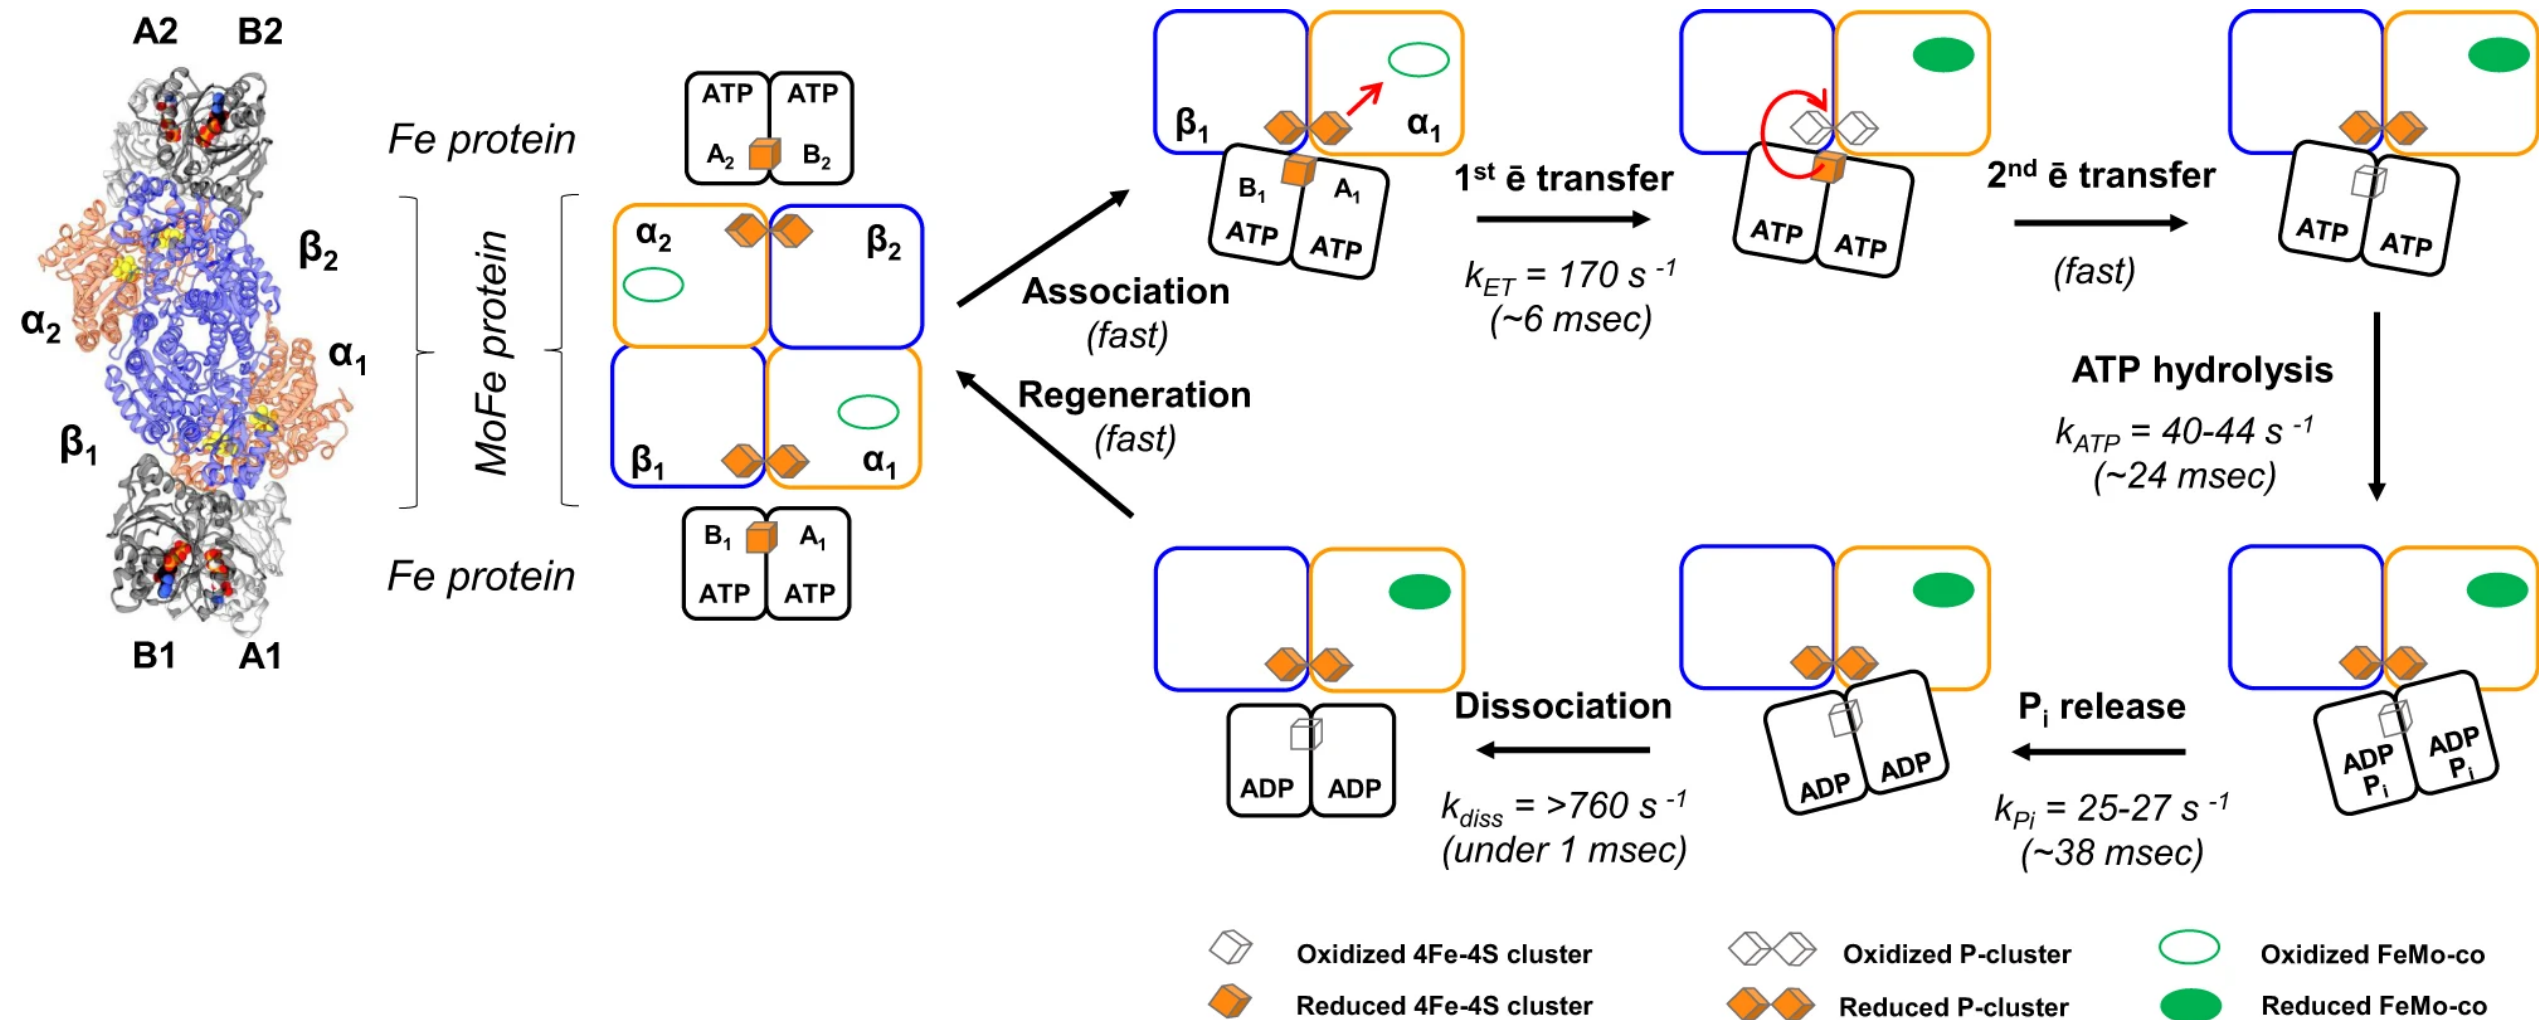 A2 B2
α2
β2
α1
β1
B1 A1
Fe protein
MoFe protein
Fe protein
ATP ATP
A2 B2
α2 β2
β1 α1
B1 A1
ATP ATP
Association
(fast)
Regeneration
(fast)
β1 α1
B1 A1
ATP ATP
1st ē transfer
kET = 170 s -1
(~6 msec)
ATP ATP
2nd ē transfer
(fast)
ATP ATP
ATP hydrolysis
kATP = 40-44 s -1
(~24 msec)
ADP ADP
Pi Pi
Pi release
kPi = 25-27 s -1
(~38 msec)
ADP ADP
Dissociation
kdiss = >760 s -1
(under 1 msec)
ADP ADP
Oxidized 4Fe-4S cluster
Oxidized P-cluster
Oxidized FeMo-co
Reduced 4Fe-4S cluster
Reduced P-cluster
Reduced FeMo-co